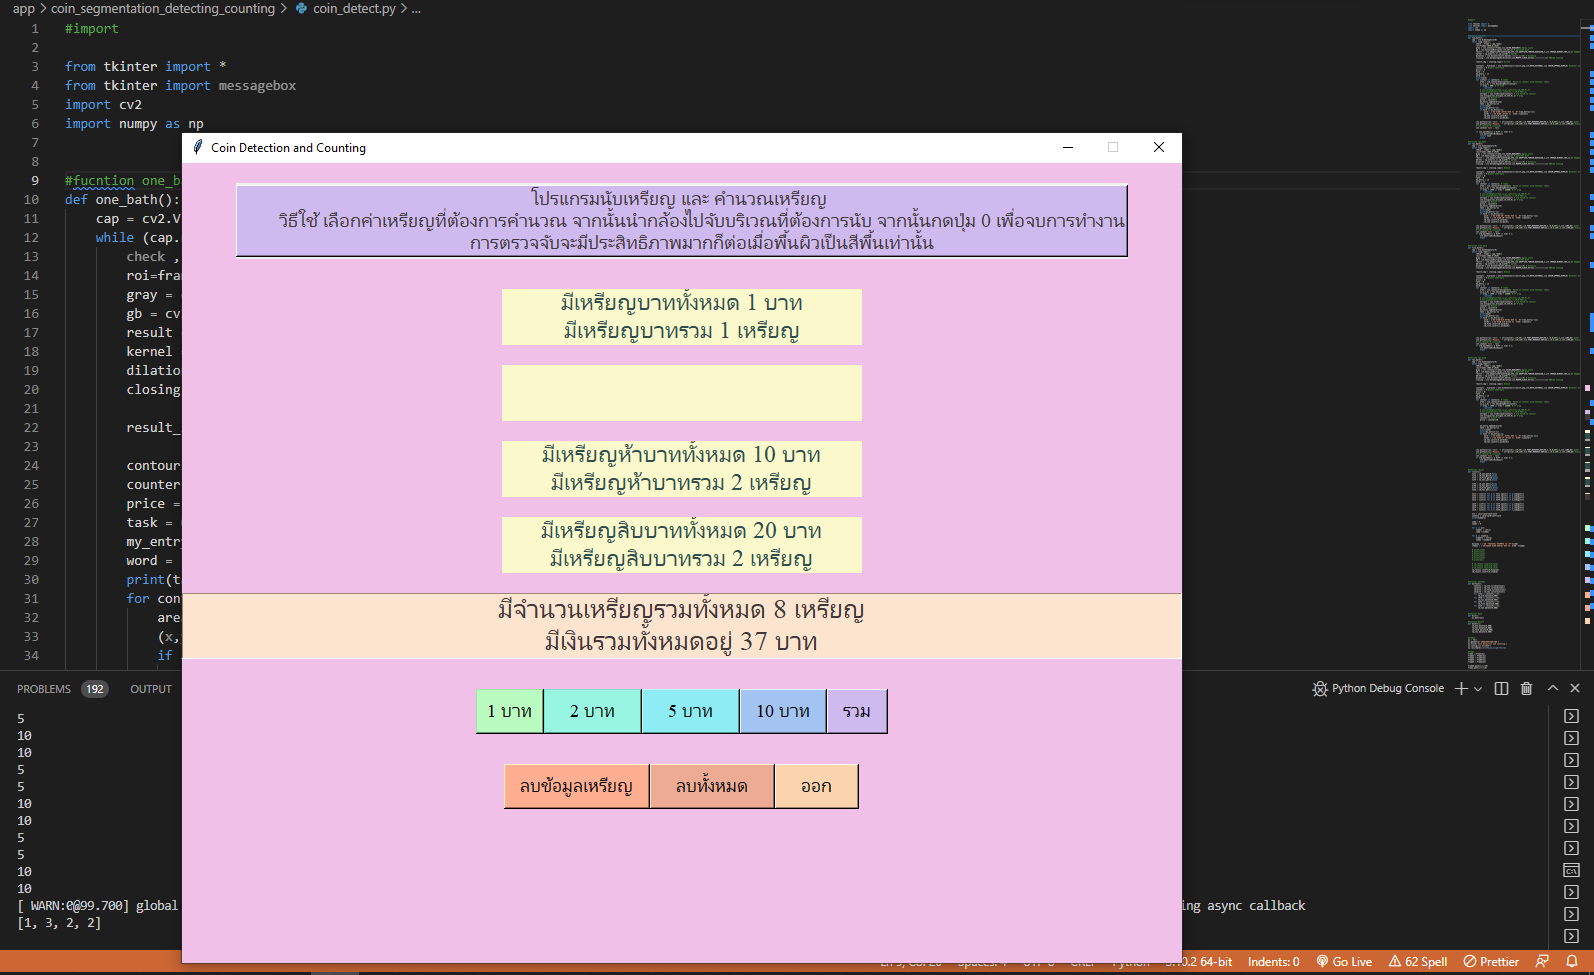 app > coin_segmentation_detecting_counting > coin_detect.py > ...
1 #import
2
3 from tkinter import *
4 from tkinter import messagebox
5 import cv2
6 import numpy as np
7
8
9 #fucntion one_b
10 def one_bath():
11 cap = cv2.V
12 while (cap.
13 check ,
14 roi=fram
15 gray =
16 gb = cv
17 result
18 kernel
19 dilation
20 closing
21
22 result_
23
24 contour
25 counter
26 price =
27 task =
28 my_entry
29 word =
30 print(t
31 for con
32 are
33 (x,
34 if
Coin Detection and Counting
โปรแกรมนับเหรียญ และ คำนวณเหรียญ
วิธีใช้ เลือกค่าเหรียญที่ต้องการคำนวณ จากนั้นนำกล้องไปจับบริเวณที่ต้องการนับ จากนั้นกดปุ่ม 0 เพื่อจบการทำงาน
การตรวจจับจะมีประสิทธิภาพมากก็ต่อเมื่อพื้นผิวเป็นสีพื้นเท่านั้น
มีเหรียญบาททั้งหมด 1 บาท
มีเหรียญบาทรวม 1 เหรียญ
มีเหรียญห้าบาททั้งหมด 10 บาท
มีเหรียญห้าบาทรวม 2 เหรียญ
มีเหรียญสิบบาททั้งหมด 20 บาท
มีเหรียญสิบบาทรวม 2 เหรียญ
มีจำนวนเหรียญรวมทั้งหมด 8 เหรียญ
มีเงินรวมทั้งหมดอยู่ 37 บาท
1 บาท 2 บาท 5 บาท 10 บาท รวม
ลบข้อมูลเหรียญ ลบทั้งหมด ออก
PROBLEMS 192 OUTPUT Python Debug Console
5
10
10
5
5
10
10
5
5
10
10
[ WARN:0@99.700] global ing async callback
[1, 3, 2, 2]
64-bit Indents: 0 Go Live 62 Spell Prettier